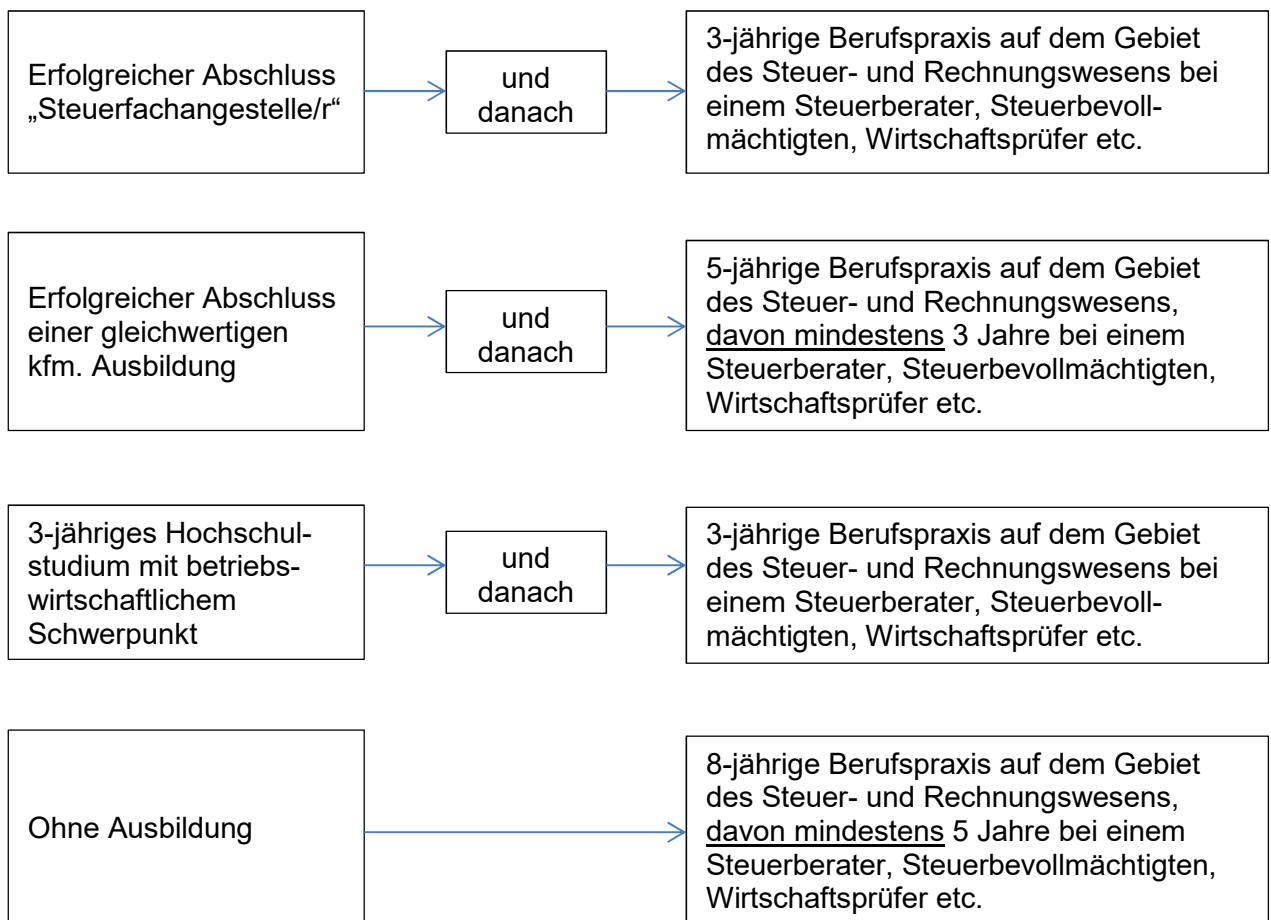 Erfolgreicher Abschluss
„Steuerfachangestelle/r“
und
danach
3-jährige Berufspraxis auf dem Gebiet
des Steuer- und Rechnungswesens bei
einem Steuerberater, Steuerbevoll-
mächtigten, Wirtschaftsprüfer etc.
Erfolgreicher Abschluss
einer gleichwertigen
kfm. Ausbildung
und
danach
5-jährige Berufspraxis auf dem Gebiet
des Steuer- und Rechnungswesens,
davon mindestens 3 Jahre bei einem
Steuerberater, Steuerbevollmächtigten,
Wirtschaftsprüfer etc.
3-jähriges Hochschul-
studium mit betriebs-
wirtschaftlichem
Schwerpunkt
und
danach
3-jährige Berufspraxis auf dem Gebiet
des Steuer- und Rechnungswesens bei
einem Steuerberater, Steuerbevoll-
mächtigten, Wirtschaftsprüfer etc.
Ohne Ausbildung
8-jährige Berufspraxis auf dem Gebiet
des Steuer- und Rechnungswesens,
davon mindestens 5 Jahre bei einem
Steuerberater, Steuerbevollmächtigten,
Wirtschaftsprüfer etc.